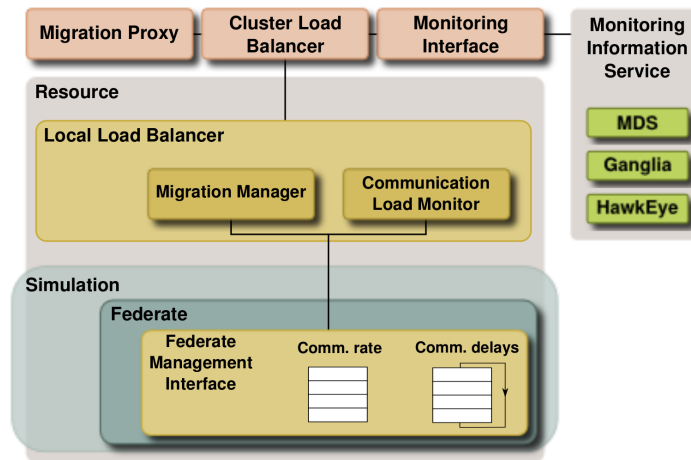 Migration Proxy
Cluster Load
Balancer
Monitoring
Interface
Monitoring
Information
Service
MDS
Ganglia
HawkEye
Resource
Local Load Balancer
Migration Manager
Communication
Load Monitor
Simulation
Federate
Federate
Management
Interface
Comm. rate
Comm. delays